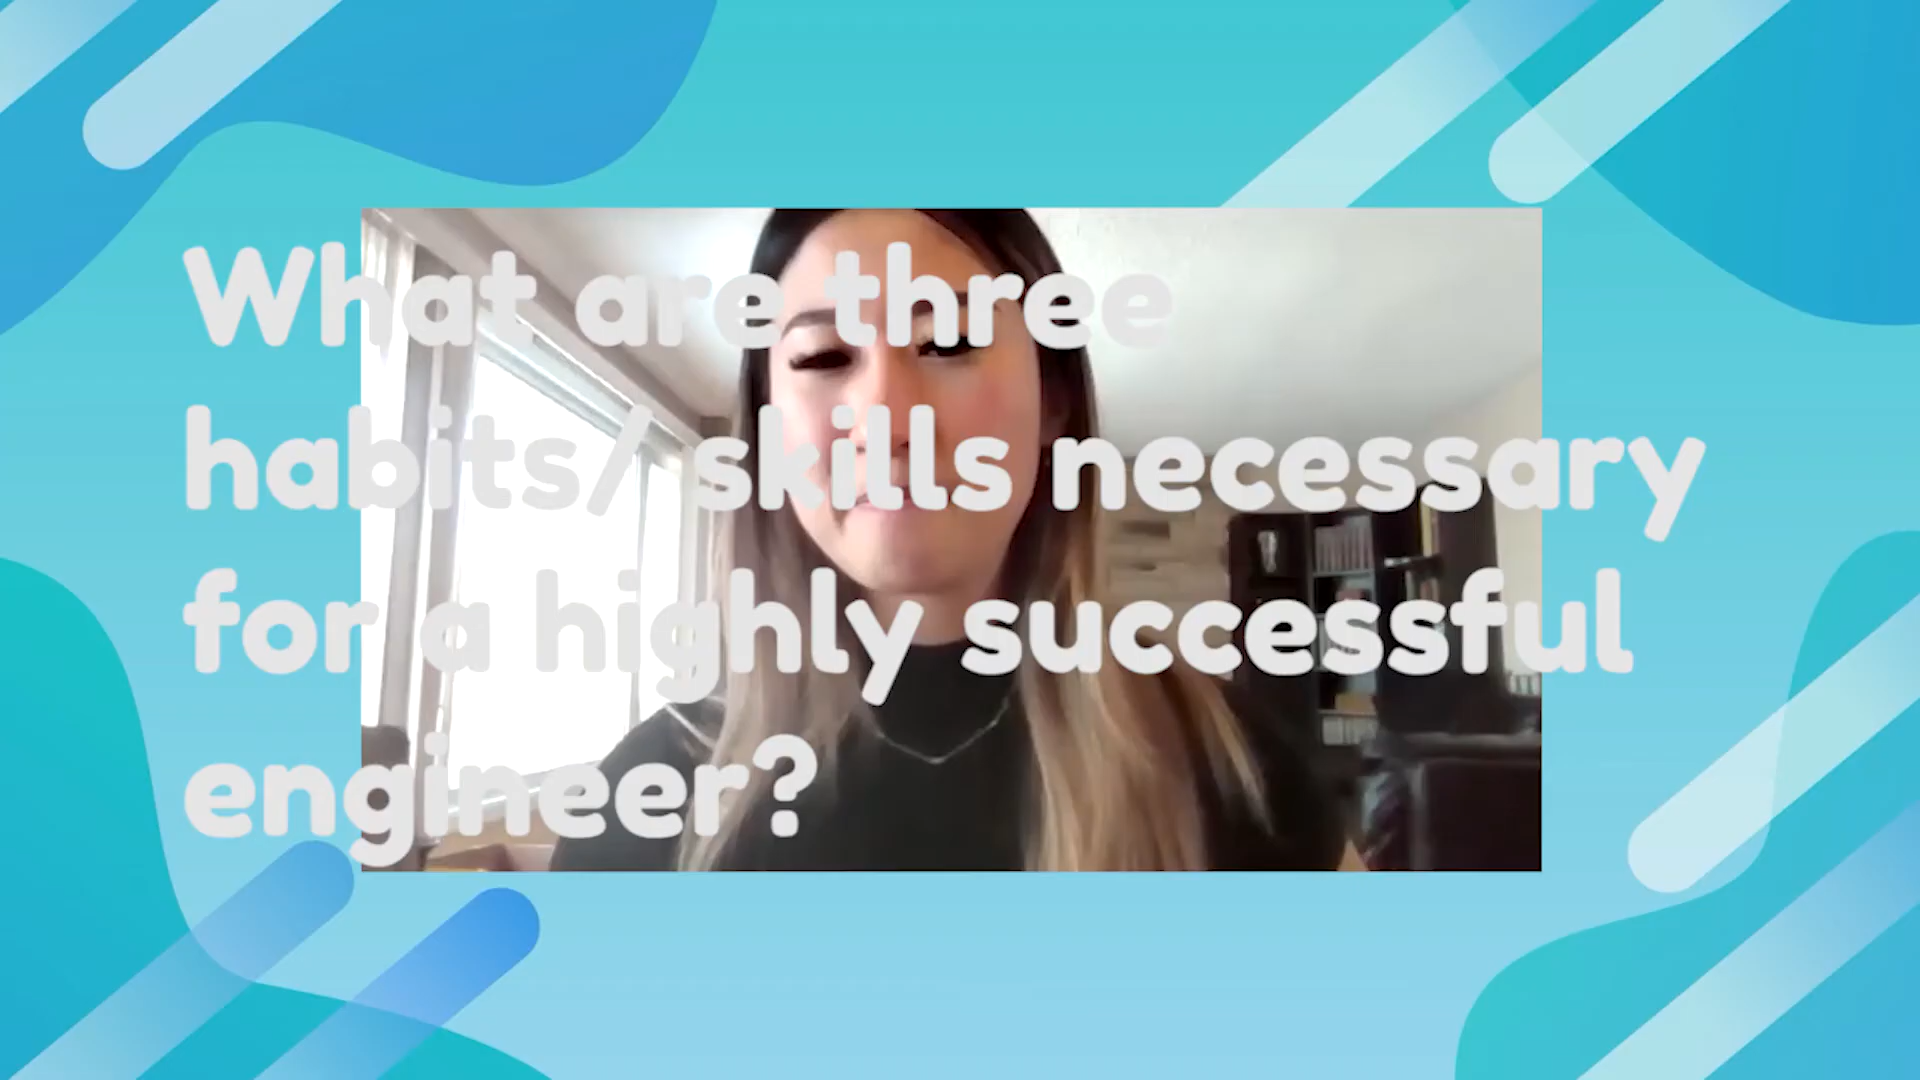 What are three
habits/ skills necessary
for a highly successful
engineer?